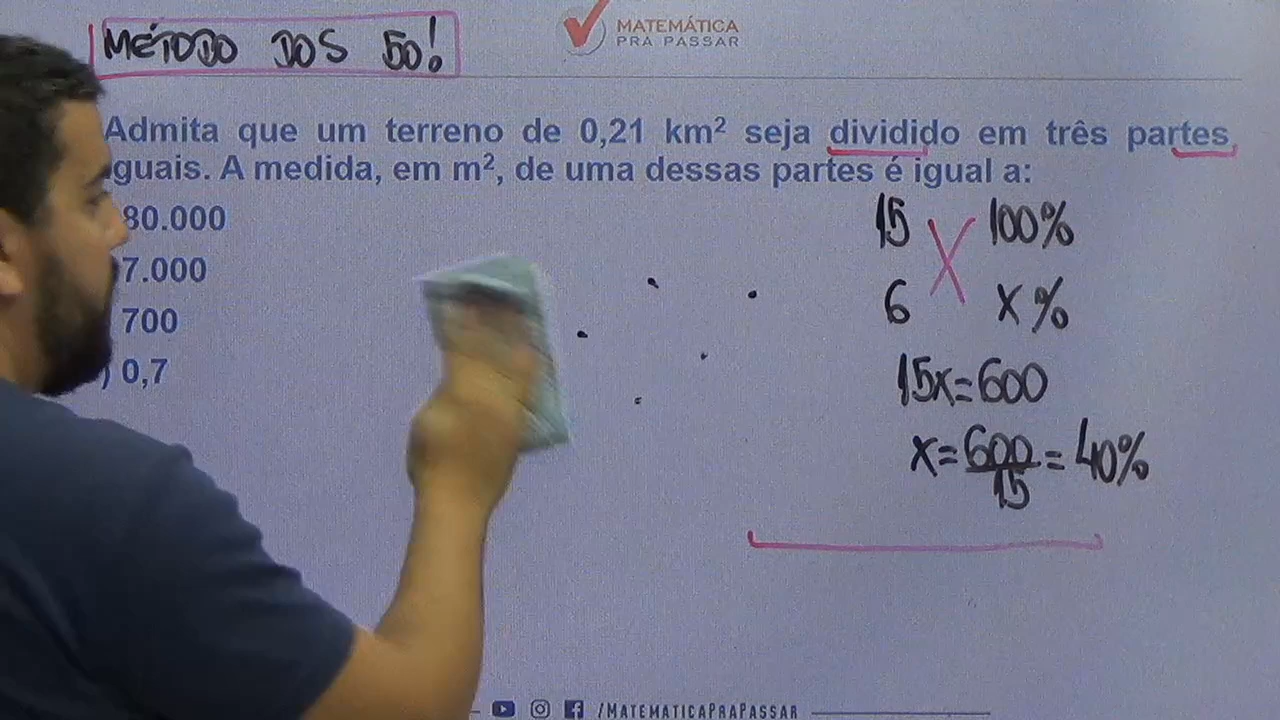 MÉTODO DOS 50!
MATEMÁTICA
PRA PASSAR
Admita que um terreno de 0,21 km² seja dividido em três partes
guais. A medida, em m², de uma dessas partes é igual a:
80.000
7.000
700
) 0,7
15 100%
6 x%
15x=600
x=600/15=40%
/MATEMATICAPRAPASSAR